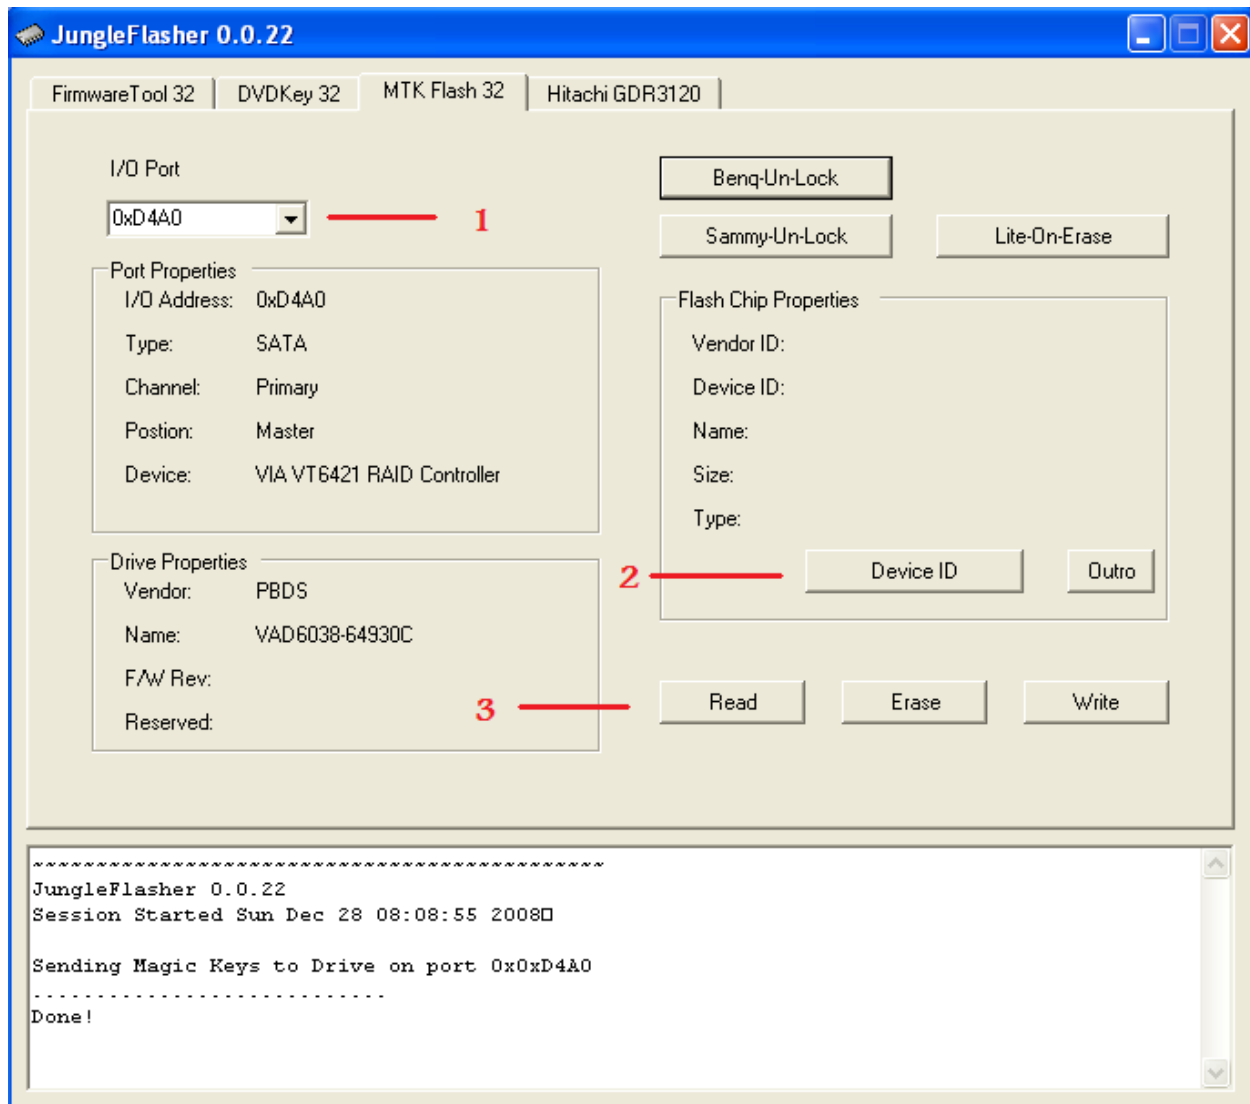 JungleFlasher 0.0.22
FirmwareTool 32 DVDKey 32 MTK Flash 32 Hitachi GDR3120
I/O Port
0xD4A0
1
Port Properties
I/O Address: 0xD4A0
Type: SATA
Channel: Primary
Postion: Master
Device: VIA VT6421 RAID Controller
Drive Properties
Vendor: PBDS
Name: VAD6038-64930C
F/W Rev:
Reserved:
Benq-Un-Lock
Sammy-Un-Lock Lite-On-Erase
Flash Chip Properties
Vendor ID:
Device ID:
Name:
Size:
Type:
2 Device ID Outro
3 Read Erase Write
~~~~~~~~~~~~~~~~~~~~~~~~~~~~~~~~~~~~~~~~~~~~~
JungleFlasher 0.0.22
Session Started Sun Dec 28 08:08:55 2008□
Sending Magic Keys to Drive on port 0x0xD4A0
............................
Done!